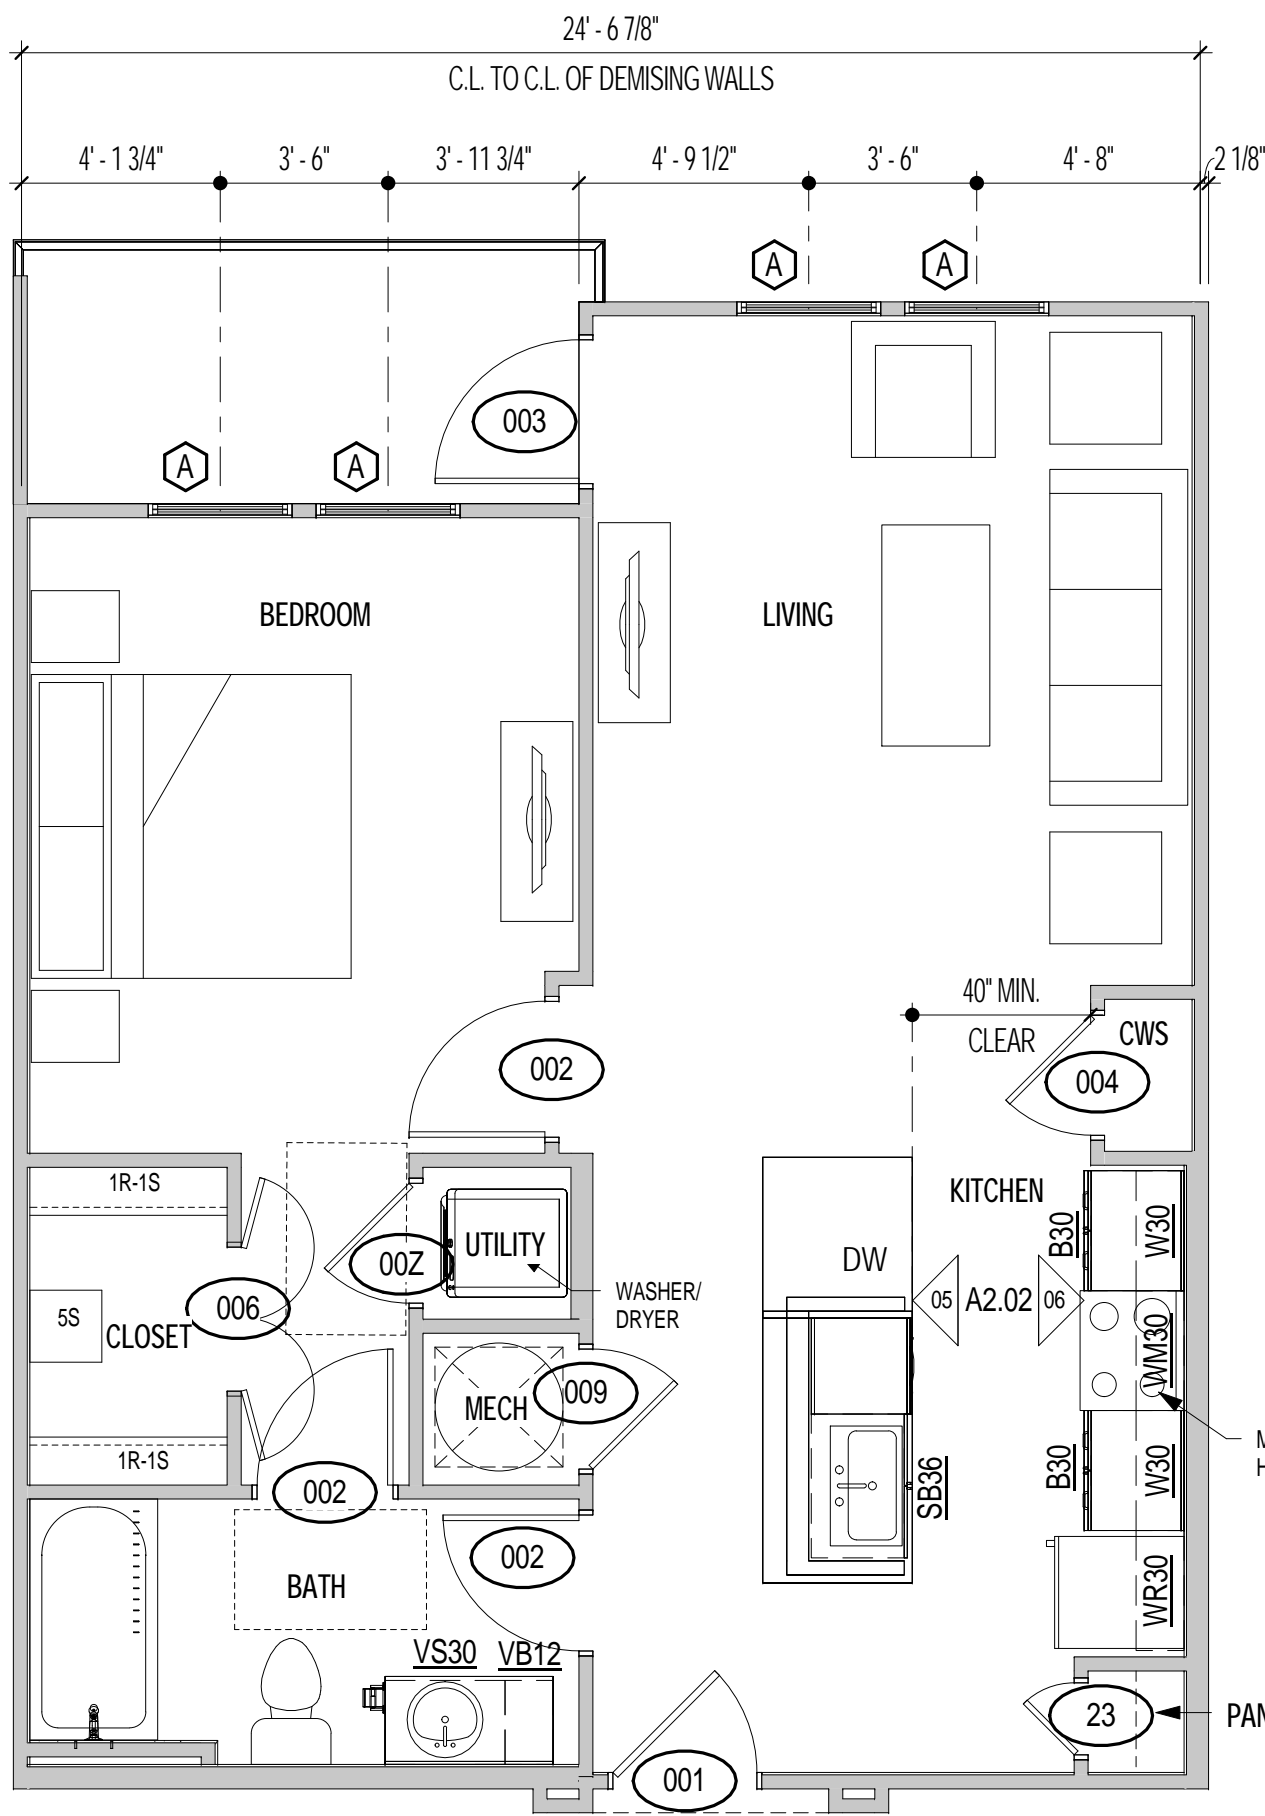 24' - 6 7/8"
C.L. TO C.L. OF DEMISING WALLS
4' - 1 3/4" 3' - 6" 3' - 11 3/4" 4' - 9 1/2" 3' - 6" 4' - 8" 2 1/8"
A A
003
A A
BEDROOM LIVING
40" MIN.
CLEAR
CWS
002 004
1R-1S
KITCHEN
B30 W30
UTILITY
00Z
DW
WASHER/
DRYER
05 A2.02 06
006
5S
CLOSET
WM30
009
MECH
1R-1S
M
H
B30 W30
SB36
002
002
BATH
WR30
VS30 VB12
23
PAN
001